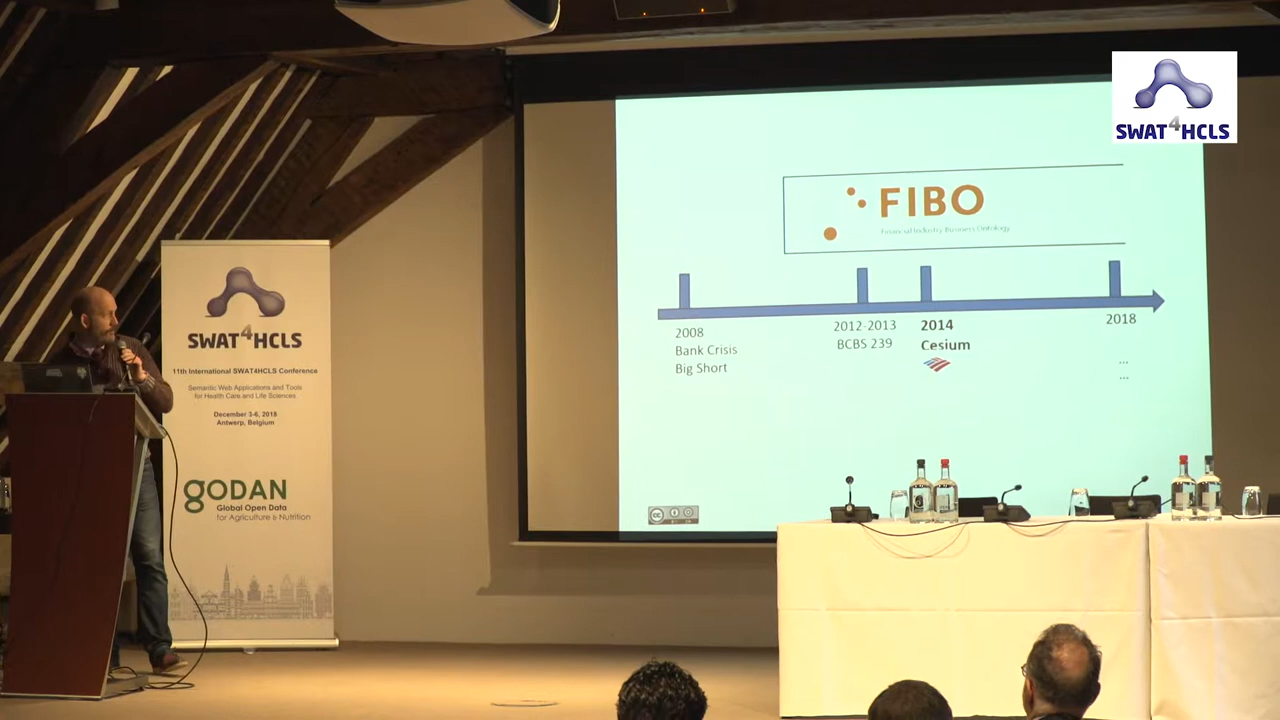 SWAT4HCLS
FIBO
Financial Industry Business Ontology
2008
Bank Crisis
Big Short
2012-2013
BCBS 239
2014
Cesium
2018
...
...
SWAT4HCLS
11th International SWAT4HCLS Conference
Semantic Web Applications and Tools
for Health Care and Life Sciences
December 3-6, 2018
Antwerp, Belgium
GODAN
Global Open Data
for Agriculture & Nutrition
cc